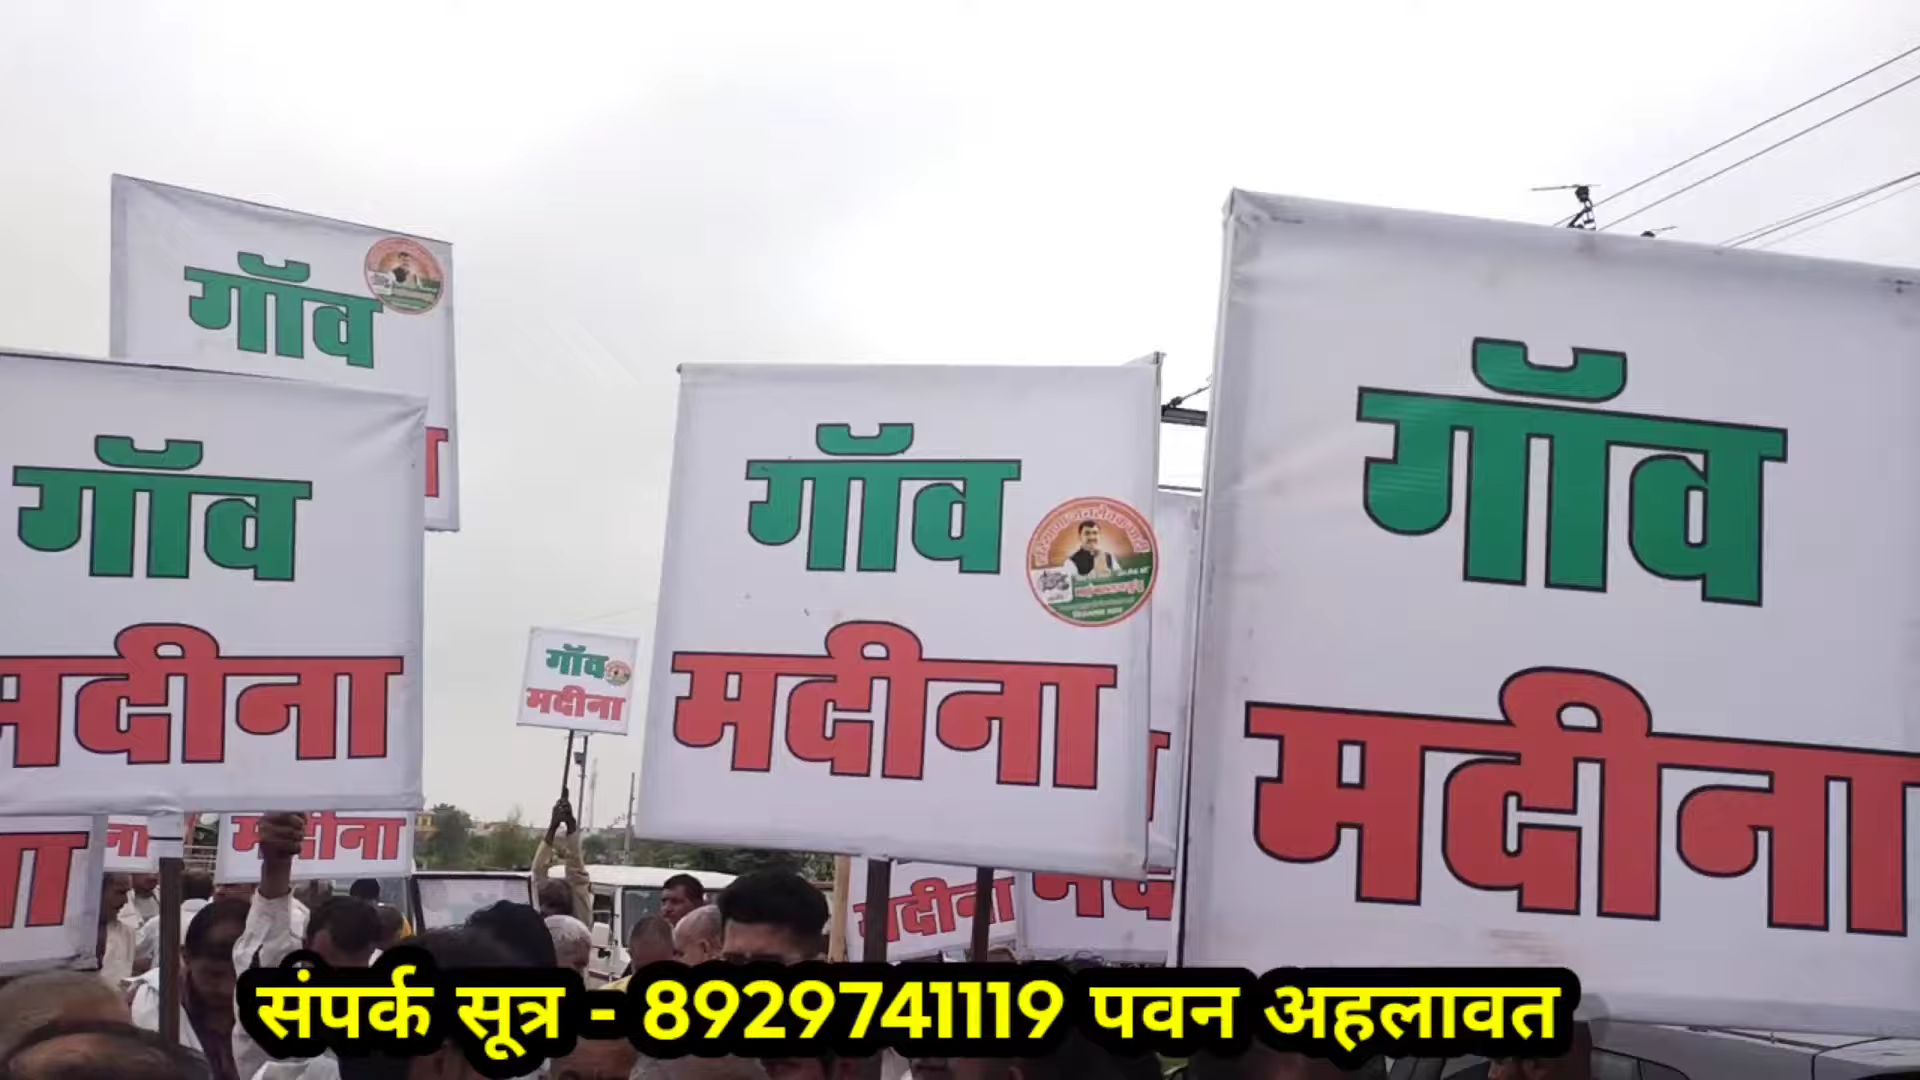 गॉव
गॉव
मदीना
गॉव
मदीना
गॉव
मदीना
गॉव
मदीना
ना
मदीना
मदीना
संपर्क सूत्र - 8929741119 पवन अहलावत